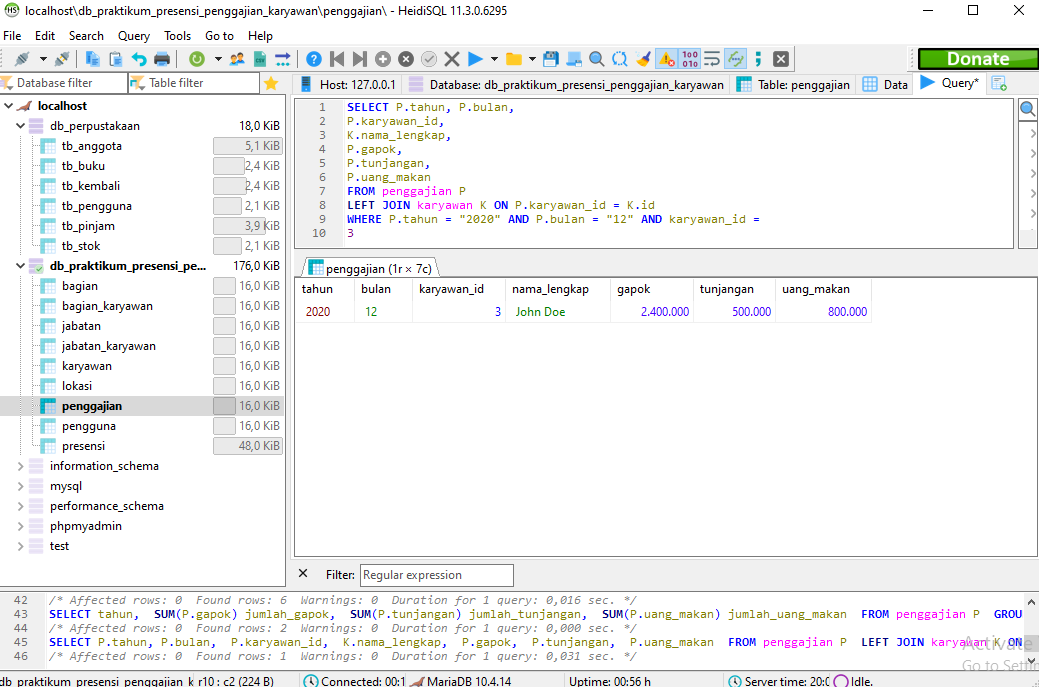 localhost\db_praktikum_presensi_penggajian_karyawan\penggajian\ - HeidiSQL 11.3.0.6295
File Edit Search Query Tools Go to Help
Donate
Database filter Table filter
Host: 127.0.0.1 Database: db_praktikum_presensi_penggajian_karyawan Table: penggajian Data Query*
localhost
db_perpustakaan 18,0 KiB
tb_anggota 5,1 KiB
tb_buku 2,4 KiB
tb_kembali 2,4 KiB
tb_pengguna 2,1 KiB
tb_pinjam 3,9 KiB
tb_stok 2,1 KiB
db_praktikum_presensi_pe... 176,0 KiB
bagian 16,0 KiB
bagian_karyawan 16,0 KiB
jabatan 16,0 KiB
jabatan_karyawan 16,0 KiB
karyawan 16,0 KiB
lokasi 16,0 KiB
penggajian 16,0 KiB
pengguna 16,0 KiB
presensi 48,0 KiB
information_schema
mysql
performance_schema
phpmyadmin
test
1 SELECT P.tahun, P.bulan,
2 P.karyawan_id,
3 K.nama_lengkap,
4 P.gapok,
5 P.tunjangan,
6 P.uang_makan
7 FROM penggajian P
8 LEFT JOIN karyawan K ON P.karyawan_id = K.id
9 WHERE P.tahun = "2020" AND P.bulan = "12" AND karyawan_id =
10 3
penggajian (1r × 7c)
tahun bulan karyawan_id nama_lengkap gapok tunjangan uang_makan
2020 12 3 John Doe 2.400.000 500.000 800.000
Filter: Regular expression
42 /* Affected rows: 0 Found rows: 6 Warnings: 0 Duration for 1 query: 0,016 sec. */
43 SELECT tahun, SUM(P.gapok) jumlah_gapok, SUM(P.tunjangan) jumlah_tunjangan, SUM(P.uang_makan) jumlah_uang_makan FROM penggajian P GROU
44 /* Affected rows: 0 Found rows: 2 Warnings: 0 Duration for 1 query: 0,000 sec. */
45 SELECT P.tahun, P.bulan, P.karyawan_id, K.nama_lengkap, P.gapok, P.tunjangan, P.uang_makan FROM penggajian P LEFT JOIN karyawan K ON
46 /* Affected rows: 0 Found rows: 1 Warnings: 0 Duration for 1 query: 0,031 sec. */
Activate
Go to Settin
db_praktikum_presensi_penggajian_k r10 : c2 (224 B) Connected: 00:1 MariaDB 10.4.14 Uptime: 00:56 h Server time: 20:0 Idle.